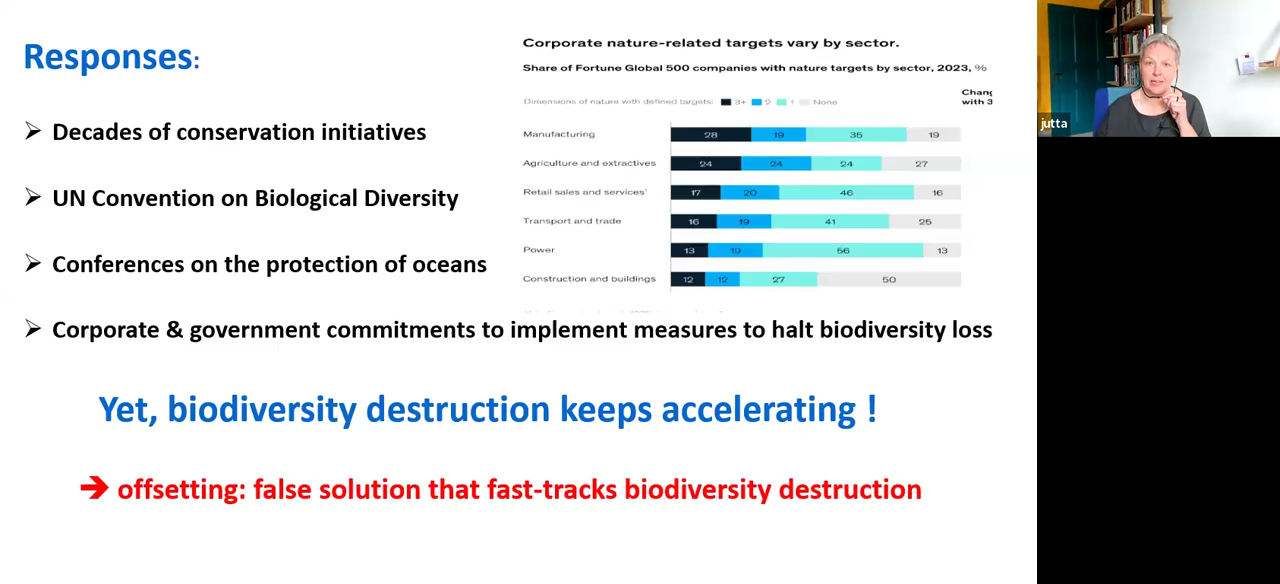 Responses:
Decades of conservation initiatives
UN Convention on Biological Diversity
Conferences on the protection of oceans
Corporate nature-related targets vary by sector.
Share of Fortune Global 500 companies with nature targets by sector, 2023, %
Chang
with 3
Dimensions of nature with defined targets: 3+ 2 1 None
Manufacturing 28 19 35 19
Agriculture and extractives 24 24 24 27
Retail sales and services¹ 17 20 46 16
Transport and trade 16 19 41 25
Power 13 19 56 13
Construction and buildings 12 12 27 50
Corporate & government commitments to implement measures to halt biodiversity loss
Yet, biodiversity destruction keeps accelerating !
➔ offsetting: false solution that fast-tracks biodiversity destruction
jutta